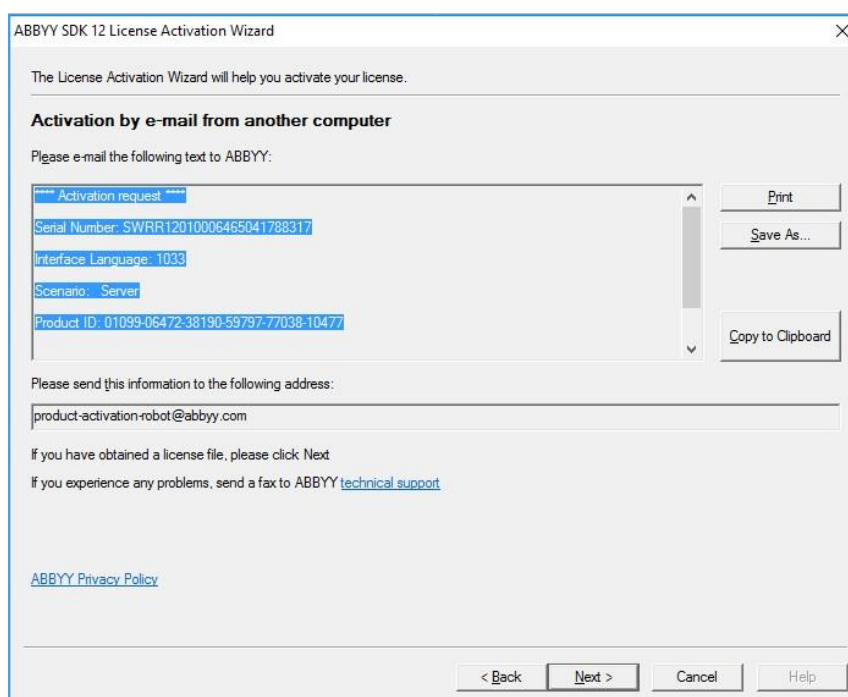 ABBYY SDK 12 License Activation Wizard
The License Activation Wizard will help you activate your license.
Activation by e-mail from another computer
Please e-mail the following text to ABBYY:
**** Activation request ****
Serial Number: SWRR12010006465041788317
Interface Language: 1033
Scenario: Server
Product ID: 01099-06472-38190-59797-77038-10477
Print
Save As...
Copy to Clipboard
Please send this information to the following address:
product-activation-robot@abbyy.com
If you have obtained a license file, please click Next
If you experience any problems, send a fax to ABBYY technical support
ABBYY Privacy Policy
< Back
Next >
Cancel
Help